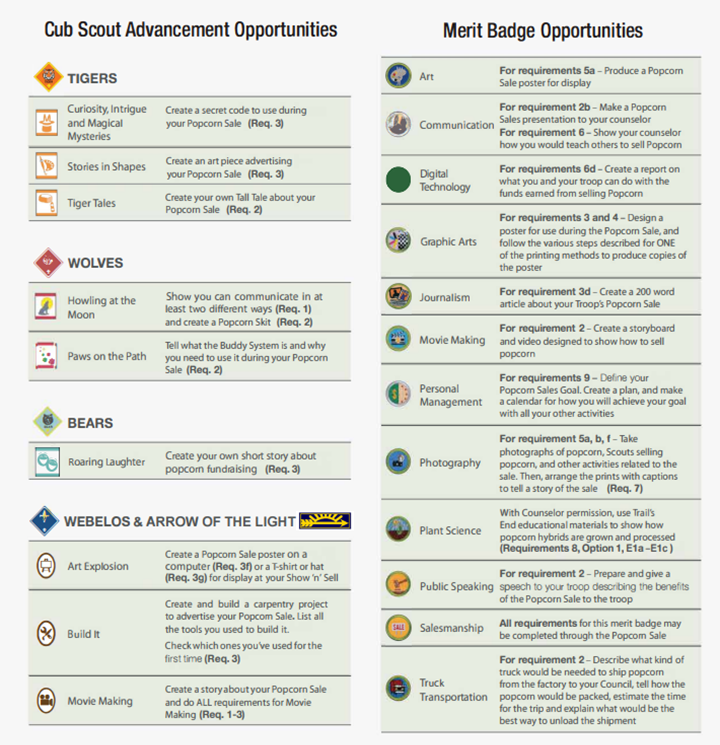 Cub Scout Advancement Opportunities
TIGERS
Curiosity, Intrigue
and Magical
Mysteries
Create a secret code to use during
your Popcorn Sale (Req. 3)
Stories in Shapes
Create an art piece advertising
your Popcorn Sale (Req. 3)
Tiger Tales
Create your own Tall Tale about your
Popcorn Sale (Req. 2)
WOLVES
Howling at the
Moon
Show you can communicate in at
least two different ways (Req. 1)
and create a Popcorn Skit (Req. 2)
Paws on the Path
Tell what the Buddy System is and why
you need to use it during your Popcorn
Sale (Req. 2)
BEARS
Roaring Laughter
Create your own short story about
popcorn fundraising (Req. 3)
WEBELOS & ARROW OF THE LIGHT
Art Explosion
Create a Popcorn Sale poster on a
computer (Req. 3f) or a T-shirt or hat
(Req. 3g) for display at your Show 'n' Sell
Build It
Create and build a carpentry project
to advertise your Popcorn Sale. List all
the tools you used to build it.
Check which ones you've used for the
first time (Req. 3)
Movie Making
Create a story about your Popcorn Sale
and do ALL requirements for Movie
Making (Req. 1-3)
Merit Badge Opportunities
Art
For requirements 5a – Produce a Popcorn
Sale poster for display
Communication
For requirement 2b – Make a Popcorn
Sales presentation to your counselor
For requirement 6 – Show your counselor
how you would teach others to sell Popcorn
Digital
Technology
For requirements 6d – Create a report on
what you and your troop can do with the
funds earned from selling Popcorn
Graphic Arts
For requirements 3 and 4 – Design a
poster for use during the Popcorn Sale, and
follow the various steps described for ONE
of the printing methods to produce copies of
the poster
Journalism
For requirement 3d – Create a 200 word
article about your Troop's Popcorn Sale
Movie Making
For requirement 2 – Create a storyboard
and video designed to show how to sell
popcorn
Personal
Management
For requirements 9 – Define your
Popcorn Sales Goal. Create a plan, and make
a calendar for how you will achieve your goal
with all your other activities
Photography
For requirement 5a, b, f – Take
photographs of popcorn, Scouts selling
popcorn, and other activities related to the
sale. Then, arrange the prints with captions
to tell a story of the sale (Req. 7)
Plant Science
With Counselor permission, use Trail's
End educational materials to show how
popcorn hybrids are grown and processed
(Requirements 8, Option 1, E1a –E1c )
Public Speaking
For requirement 2 – Prepare and give a
speech to your troop describing the benefits
of the Popcorn Sale to the troop
SALE
Salesmanship
All requirements for this merit badge may
be completed through the Popcorn Sale
Truck
Transportation
For requirement 2 – Describe what kind of
truck would be needed to ship popcorn
from the factory to your Council, tell how the
popcorn would be packed, estimate the time
for the trip and explain what would be the
best way to unload the shipment